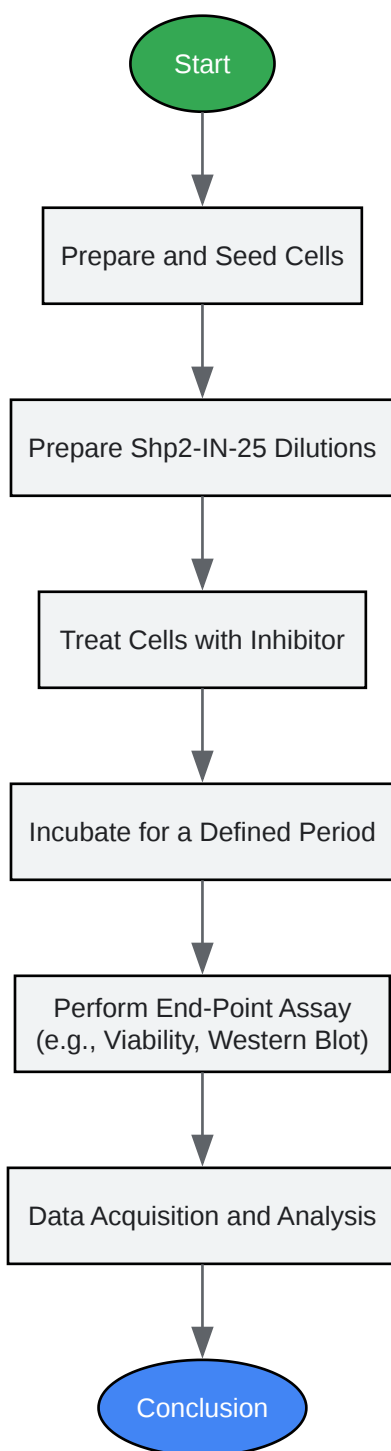 Start
Prepare and Seed Cells
Prepare Shp2-IN-25 Dilutions
Treat Cells with Inhibitor
Incubate for a Defined Period
Perform End-Point Assay
(e.g., Viability, Western Blot)
Data Acquisition and Analysis
Conclusion